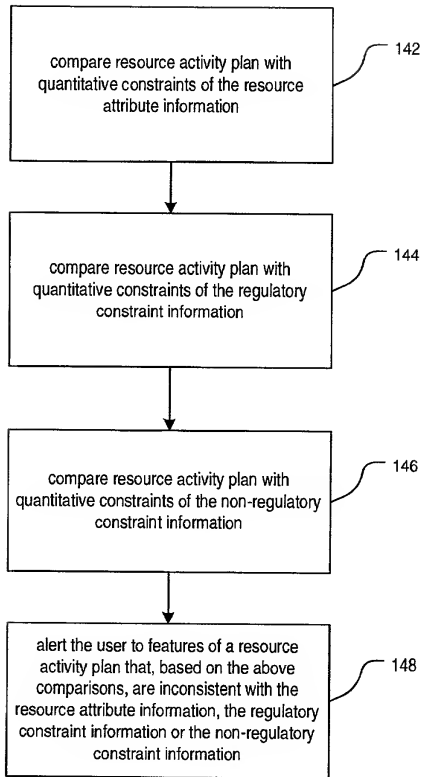 compare resource activity plan with
quantitative constraints of the resource
attribute information
142
compare resource activity plan with
quantitative constraints of the regulatory
constraint information
144
compare resource activity plan with
quantitative constraints of the non-regulatory
constraint information
146
alert the user to features of a resource
activity plan that, based on the above
comparisons, are inconsistent with the
resource attribute information, the regulatory
constraint information or the non-regulatory
constraint information
148